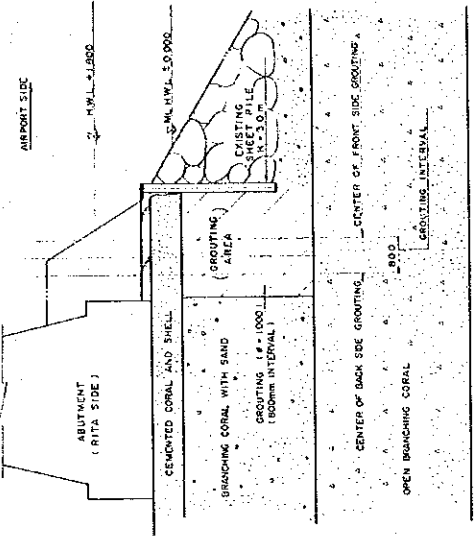 AIRPORT SIDE
H.W.L. +1.800
M.L.H.W.L. ±0.000
EXISTING
SHEET PILE
H = 3.0 m
ABUTMENT
(RITA SIDE)
CEMENTED CORAL AND SHELL
(GROUTING
AREA)
BRANCHING CORAL WITH SAND
GROUTING (ø = 1000)
(800mm INTERVAL)
CENTER OF FRONT SIDE GROUTING
CENTER OF BACK SIDE GROUTING
800
GROUTING INTERVAL
OPEN BRANCHING CORAL